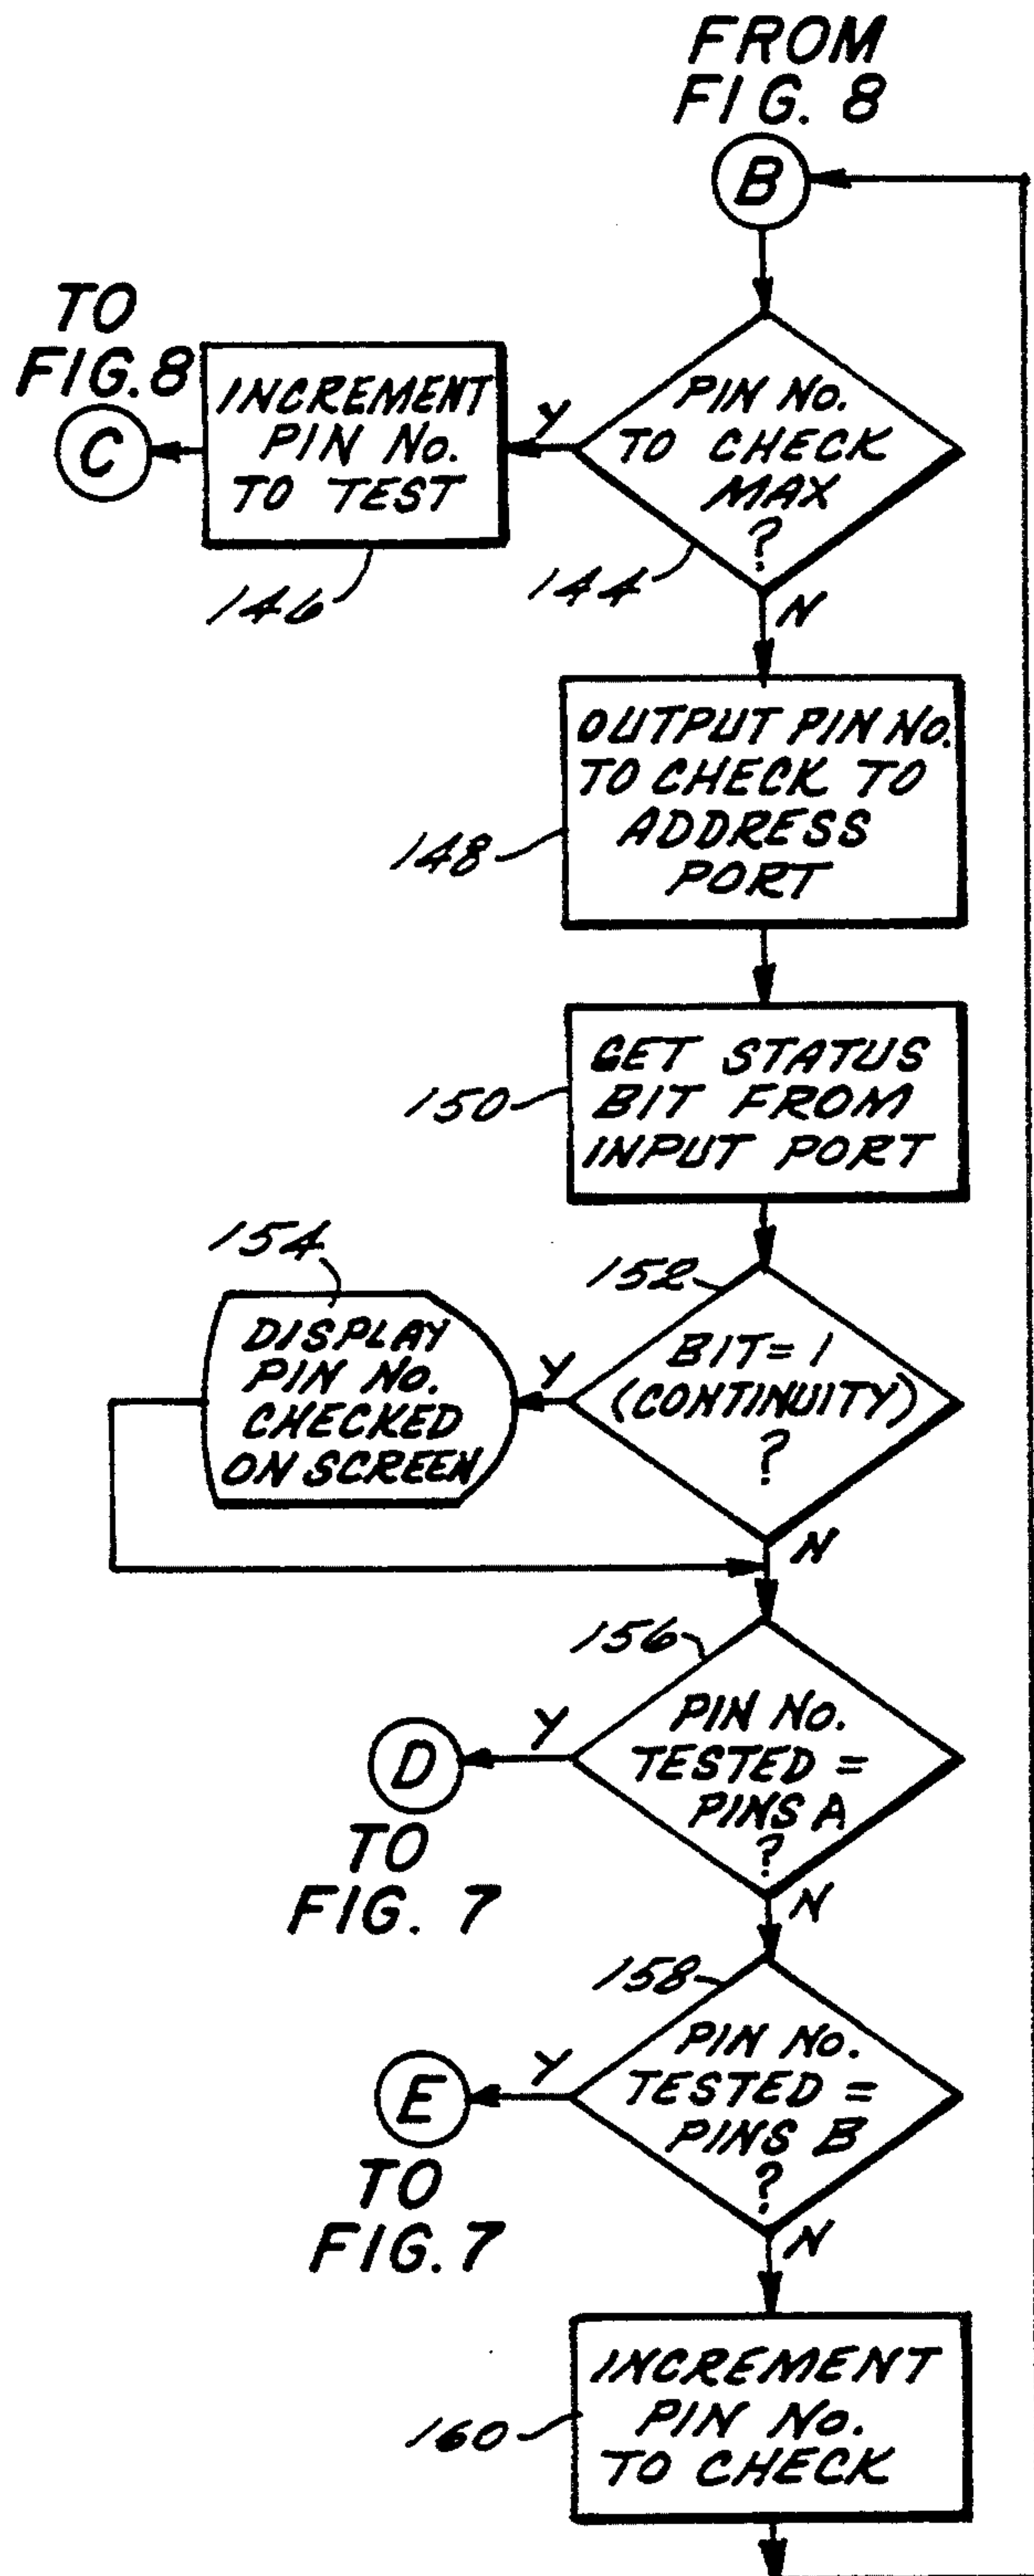 FROM
FIG. 8
B
TO
FIG. 8
C
INCREMENT
PIN No.
TO TEST
146
Y
PIN No.
TO CHECK
MAX
?
144
N
OUTPUT PIN No.
TO CHECK TO
ADDRESS
PORT
148
GET STATUS
BIT FROM
INPUT PORT
150
154
DISPLAY
PIN No.
CHECKED
ON SCREEN
Y
152
BIT = 1
(CONTINUITY)
?
N
156
PIN No.
TESTED =
PINS A
?
Y
D
TO
FIG. 7
N
158
PIN No.
TESTED =
PINS B
?
Y
E
TO
FIG. 7
N
INCREMENT
PIN No.
TO CHECK
160